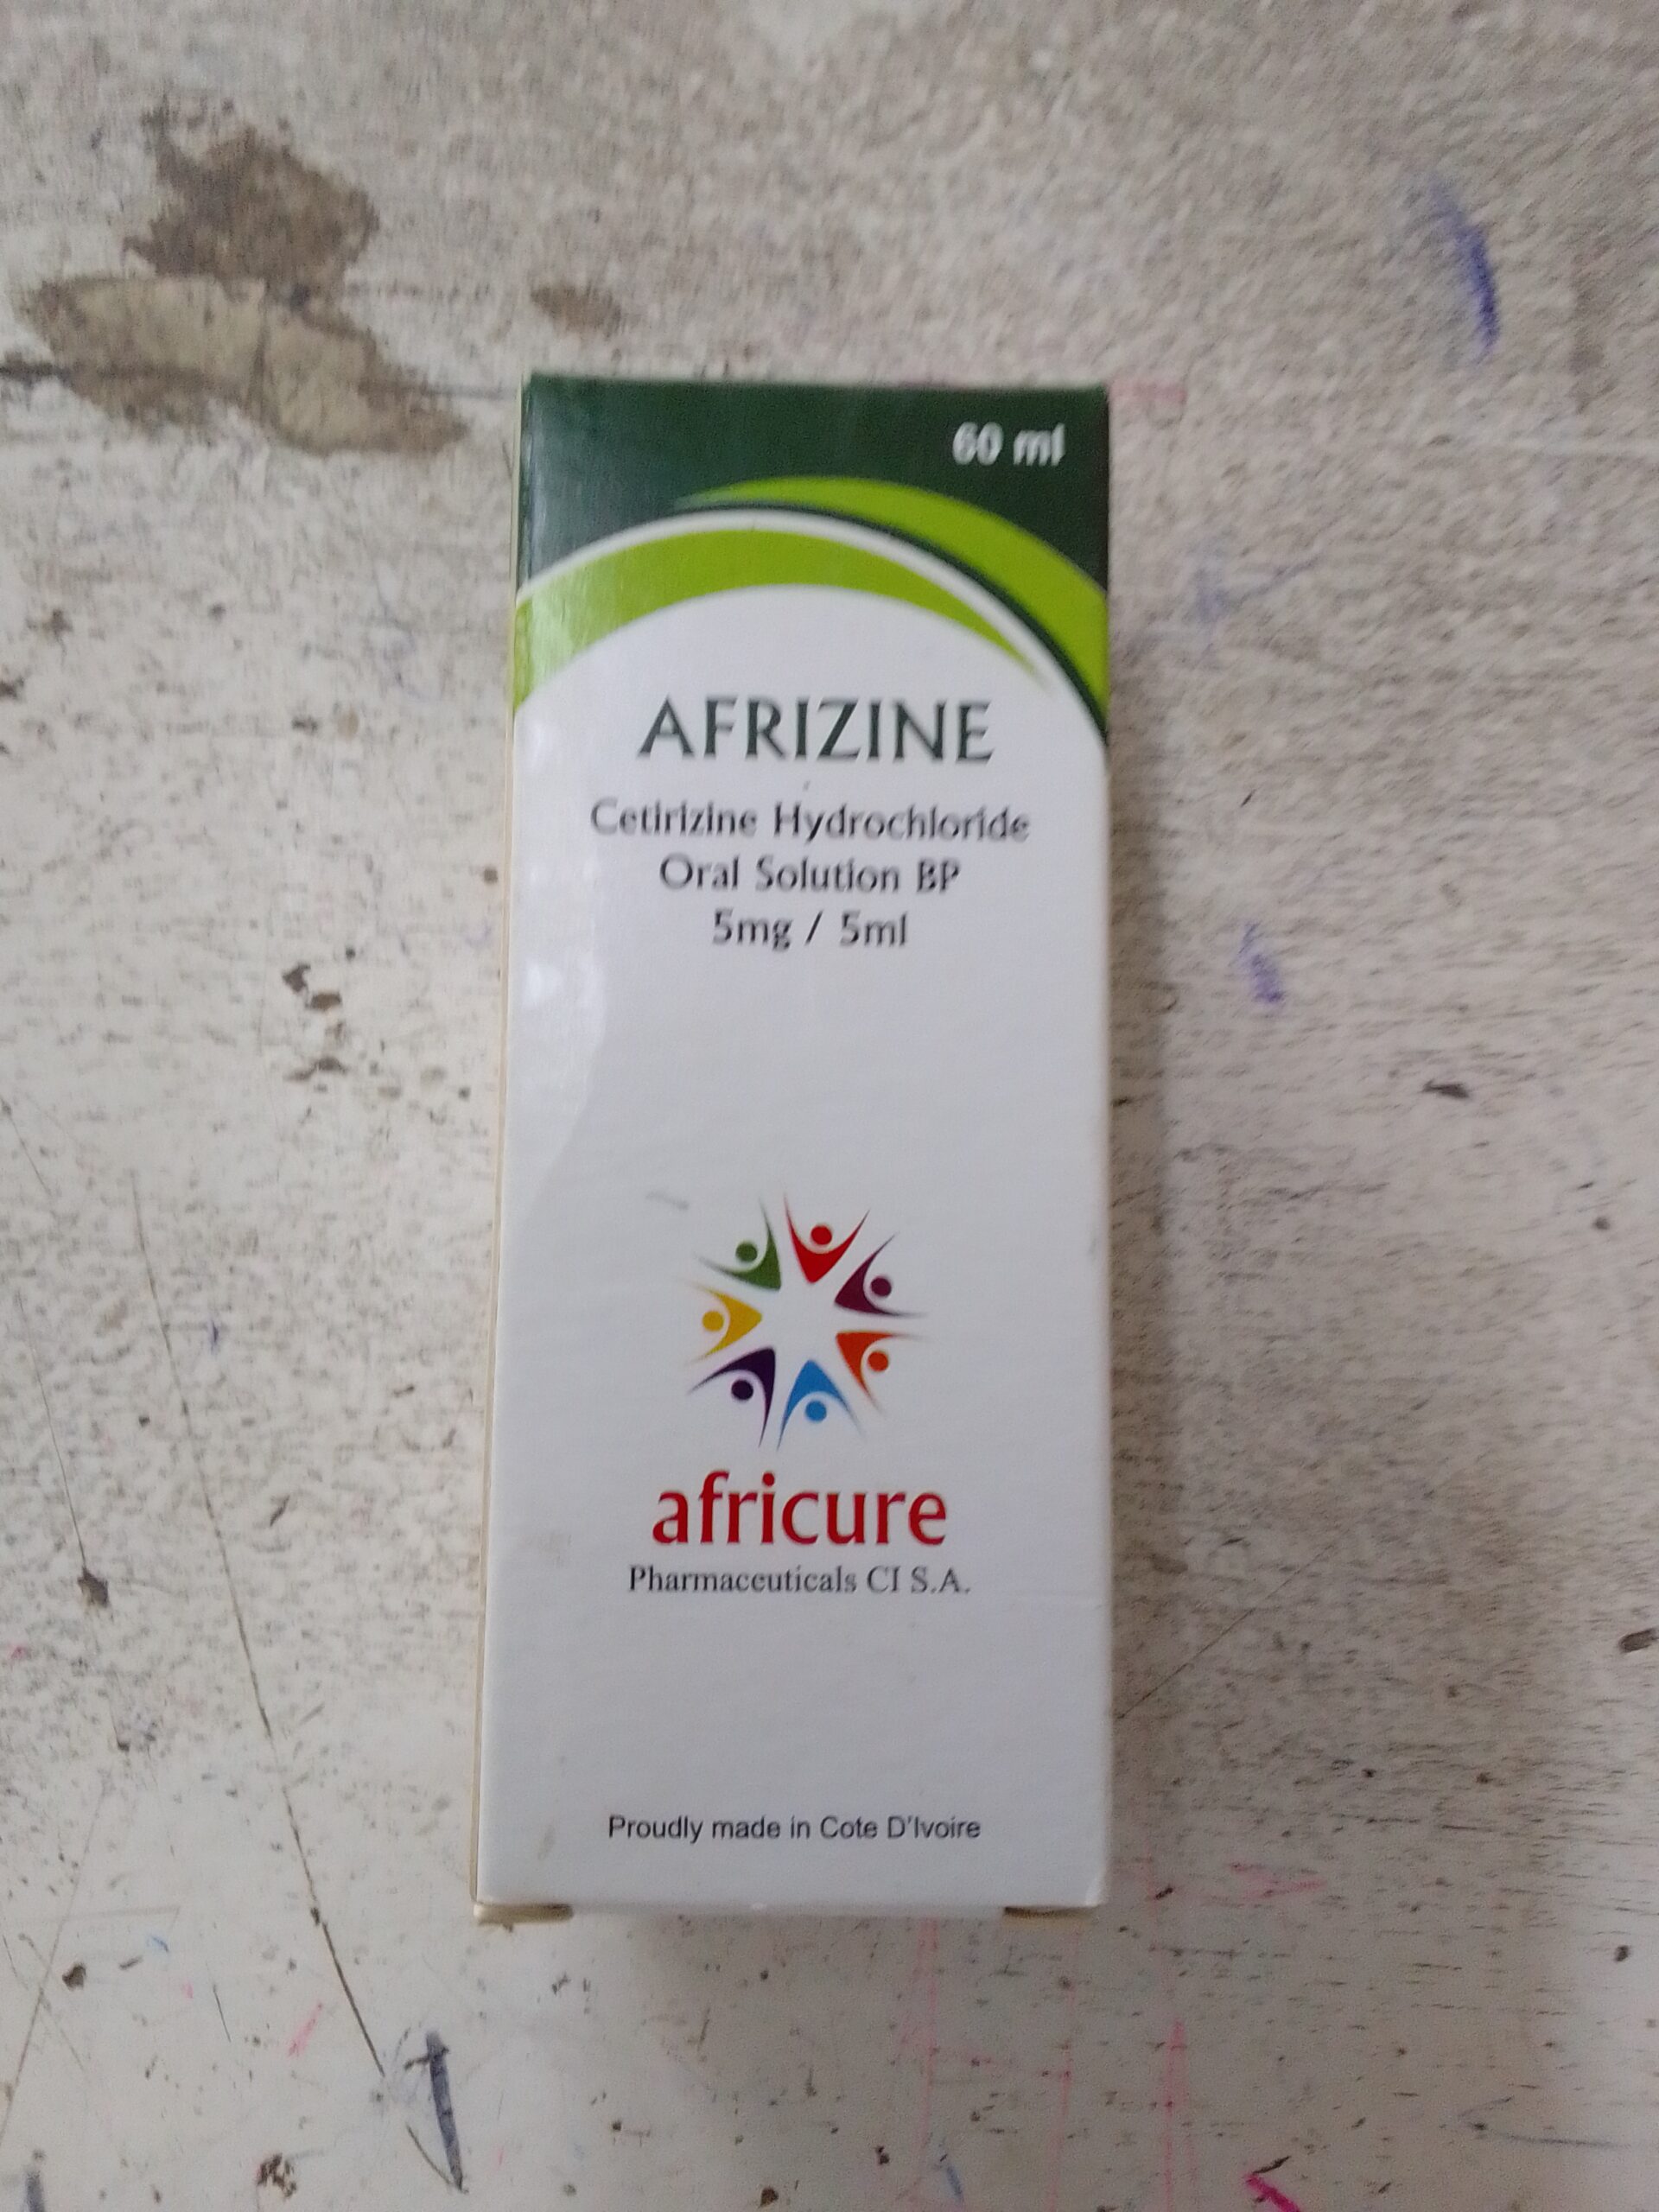 60 ml
AFRIZINE
Cetirizine Hydrochloride
Oral Solution BP
5mg / 5ml
africure
Pharmaceuticals CI S.A.
Proudly made in Cote D'Ivoire